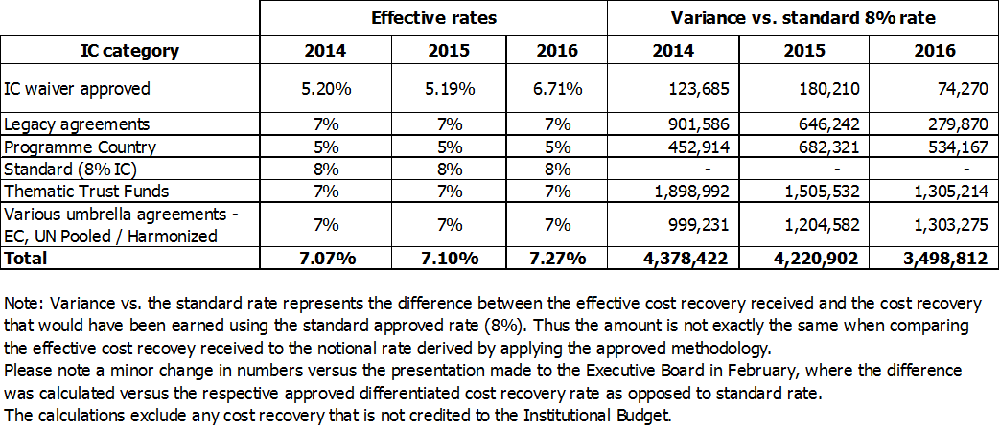 Effective rates Variance vs. standard 8% rate
IC category 2014 2015 2016 2014 2015 2016
IC waiver approved 5.20% 5.19% 6.71% 123,685 180,210 74,270
Legacy agreements 7% 7% 7% 901,586 646,242 279,870
Programme Country 5% 5% 5% 452,914 682,321 534,167
Standard (8% IC) 8% 8% 8% - - -
Thematic Trust Funds 7% 7% 7% 1,898,992 1,505,532 1,305,214
Various umbrella agreements -
EC, UN Pooled / Harmonized 7% 7% 7% 999,231 1,204,582 1,303,275
Total 7.07% 7.10% 7.27% 4,378,422 4,220,902 3,498,812
Note: Variance vs. the standard rate represents the difference between the effective cost recovery received and the cost recovery
that would have been earned using the standard approved rate (8%). Thus the amount is not exactly the same when comparing
the effective cost recovey received to the notional rate derived by applying the approved methodology.
Please note a minor change in numbers versus the presentation made to the Executive Board in February, where the difference
was calculated versus the respective approved differentiated cost recovery rate as opposed to standard rate.
The calculations exclude any cost recovery that is not credited to the Institutional Budget.